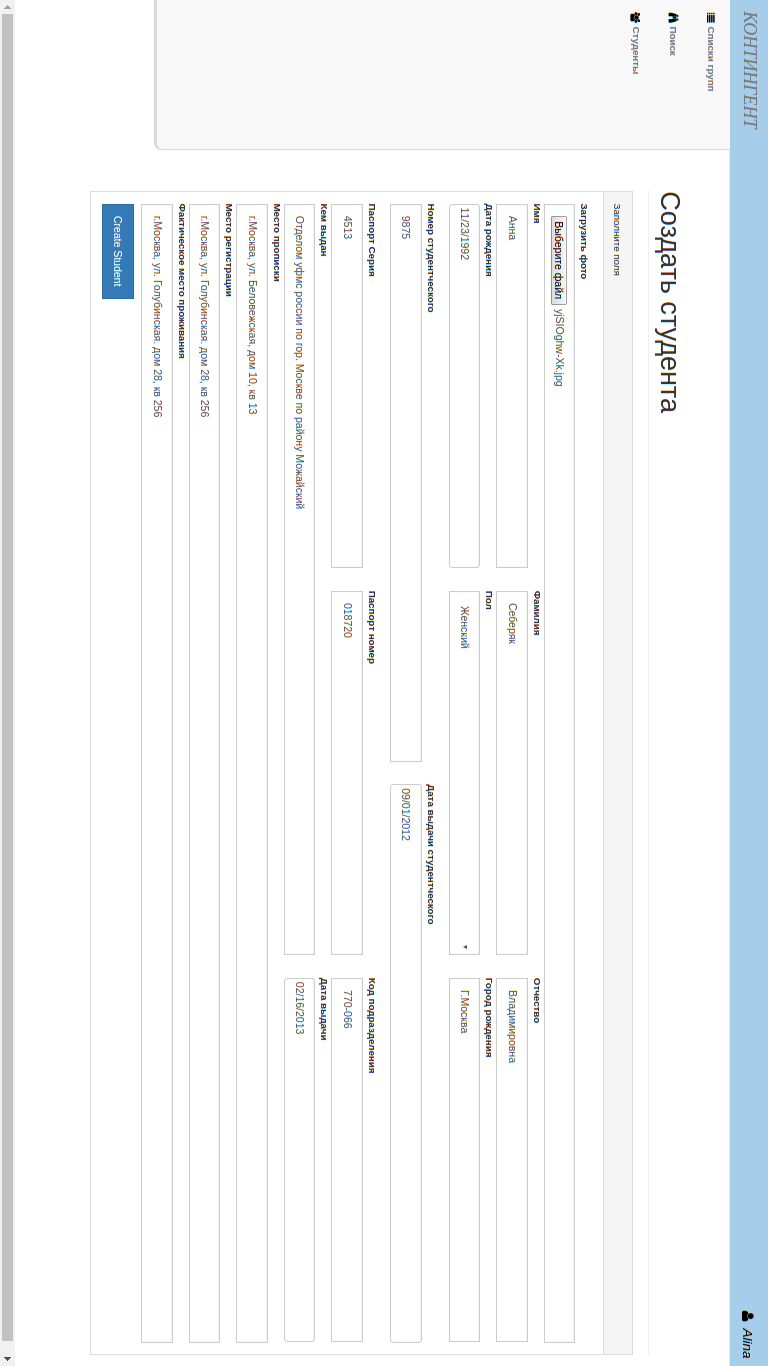 КОНТИНГЕНТ
Alina
Списки групп
Поиск
Студенты
Создать студента
Заполните поля
Загрузить фото
Выберите файл yjSIOghw-Xk.jpg
Имя Фамилия Отчество
Анна Себеряк Владимировна
Дата рождения Пол Город рождения
11/23/1992 Женский Г.Москва
Номер студентческого Дата выдачи студентческого
9875 09/01/2012
Паспорт Серия Паспорт номер Код подразделения
4513 018720 770-066
Кем выдан Дата выдачи
Отделом уфмс россии по гор. Москве по району Можайский 02/16/2013
Место прописки
г.Москва, ул. Беловежская, дом 10, кв 13
Место регистрации
г.Москва, ул. Голубинская. дом 28, кв 256
Фактическое место проживания
г.Москва, ул. Голубинская. дом 28, кв 256
Create Student